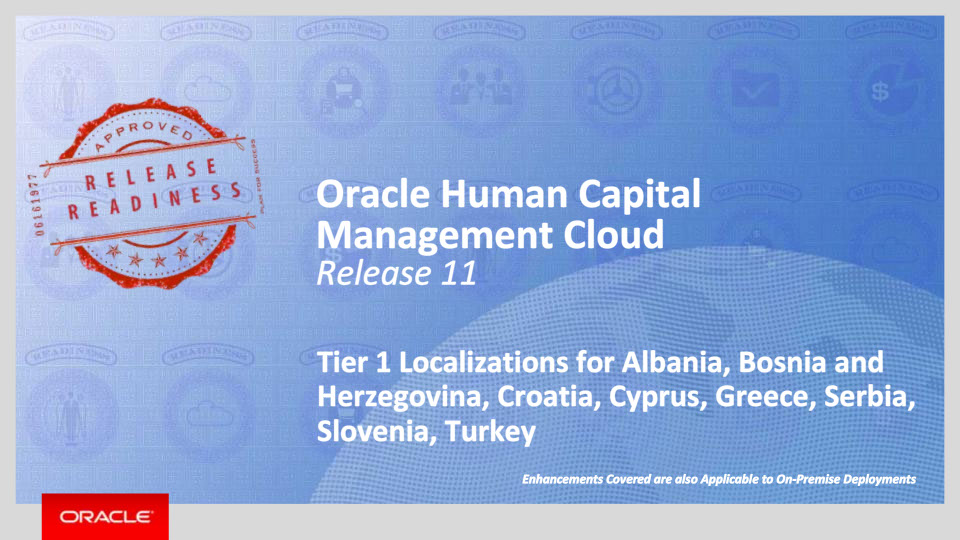 APPROVED
RELEASE
READINESS
06161977
PLAN FOR SUCCESS
Oracle Human Capital
Management Cloud
Release 11
Tier 1 Localizations for Albania, Bosnia and
Herzegovina, Croatia, Cyprus, Greece, Serbia,
Slovenia, Turkey
Enhancements Covered are also Applicable to On-Premise Deployments
ORACLE